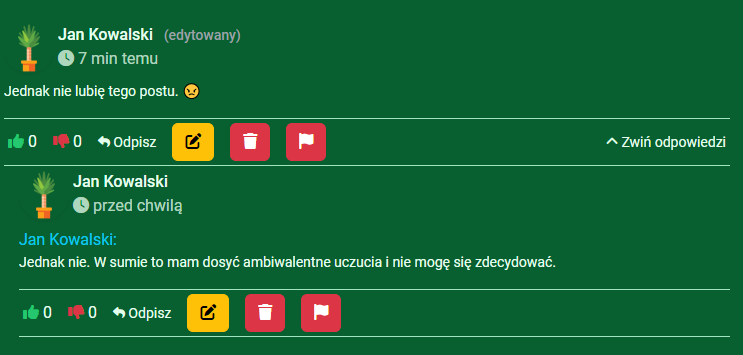 Jan Kowalski (edytowany)
7 min temu
Jednak nie lubię tego postu. 😠
0 0 Odpisz Zwiń odpowiedzi
Jan Kowalski
przed chwilą
Jan Kowalski:
Jednak nie. W sumie to mam dosyć ambiwalentne uczucia i nie mogę się zdecydować.
0 0 Odpisz